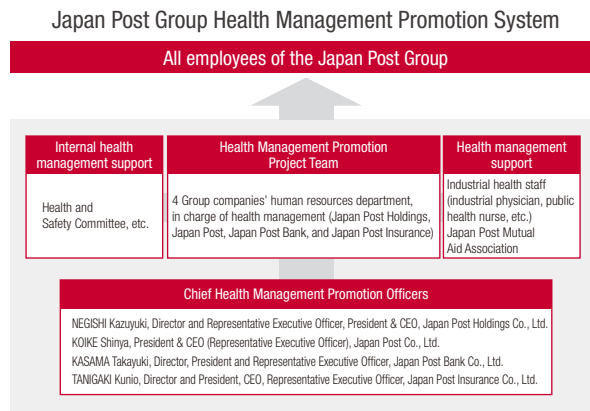 Japan Post Group Health Management Promotion System
All employees of the Japan Post Group
Internal health
management support
Health and
Safety Committee, etc.
Health Management Promotion
Project Team
4 Group companies' human resources department,
in charge of health management (Japan Post Holdings,
Japan Post, Japan Post Bank, and Japan Post Insurance)
Health management
support
Industrial health staff
(industrial physician, public
health nurse, etc.)
Japan Post Mutual
Aid Association
Chief Health Management Promotion Officers
NEGISHI Kazuyuki, Director and Representative Executive Officer, President & CEO, Japan Post Holdings Co., Ltd.
KOIKE Shinya, President & CEO (Representative Executive Officer), Japan Post Co., Ltd.
KASAMA Takayuki, Director, President and Representative Executive Officer, Japan Post Bank Co., Ltd.
TANIGAKI Kunio, Director and President, CEO, Representative Executive Officer, Japan Post Insurance Co., Ltd.